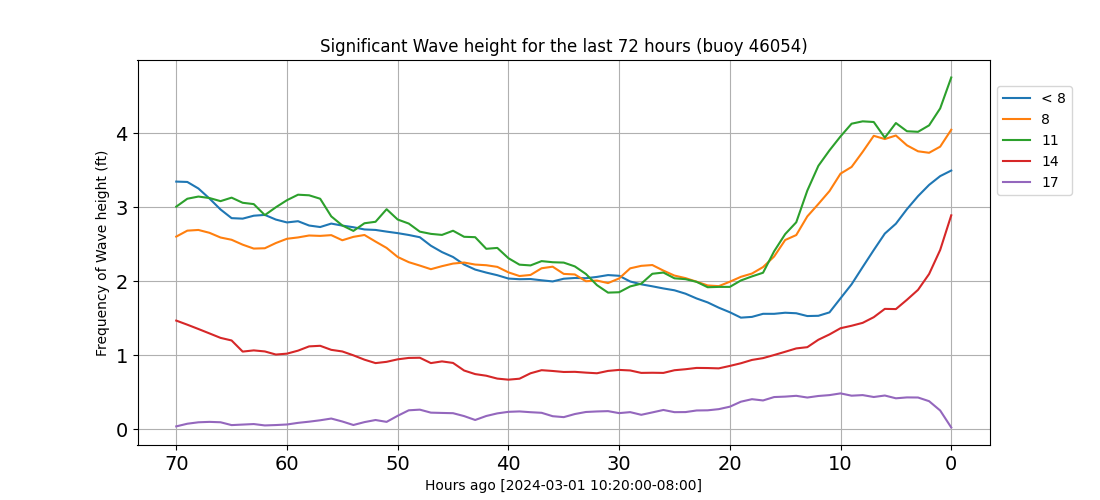 Significant Wave height for the last 72 hours (buoy 46054)
Frequency of Wave height (ft)
4
3
2
1
0
70 60 50 40 30 20 10 0
Hours ago [2024-03-01 10:20:00-08:00]
< 8
8
11
14
17